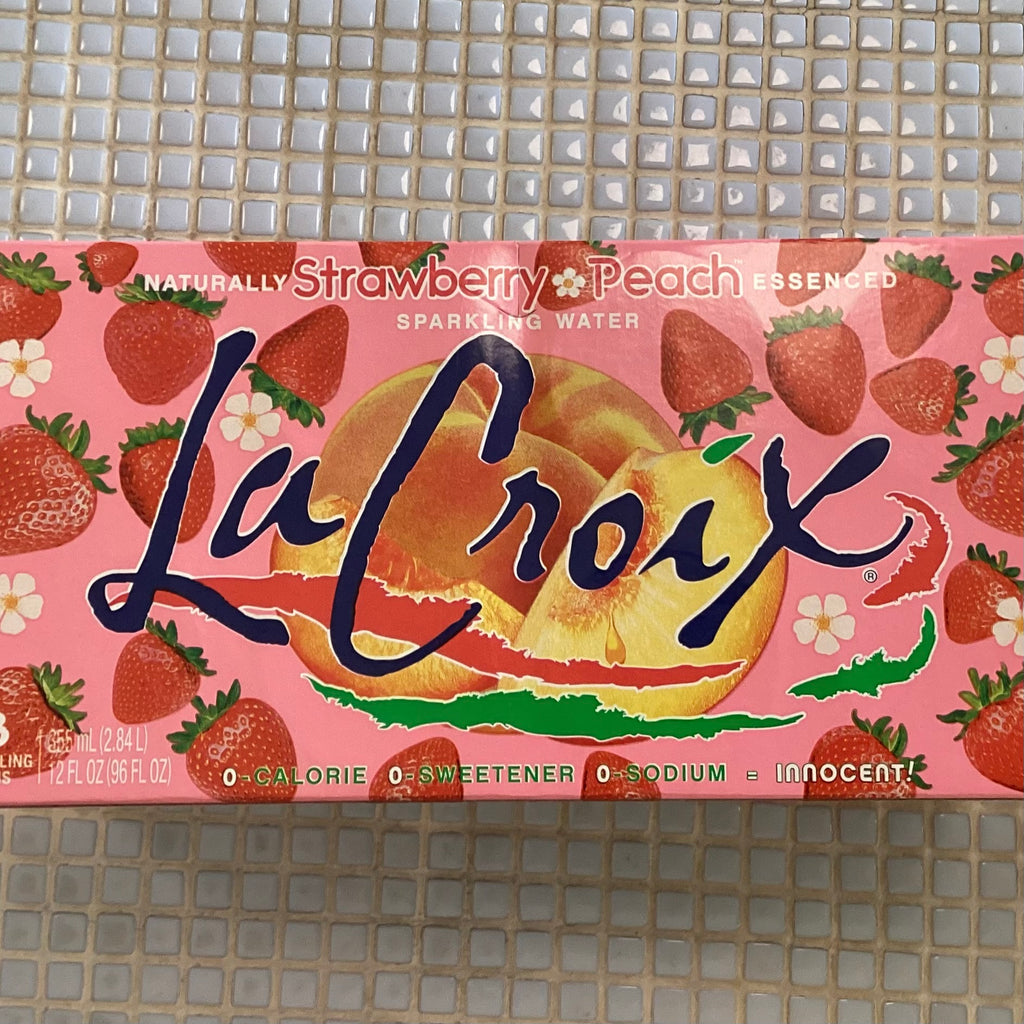 NATURALLY Strawberry Peach™ ESSENCED
SPARKLING WATER
LaCroix®
355 mL (2.84 L)
12 FL OZ (96 FL OZ)
0-CALORIE 0-SWEETENER 0-SODIUM = INNOCENT!